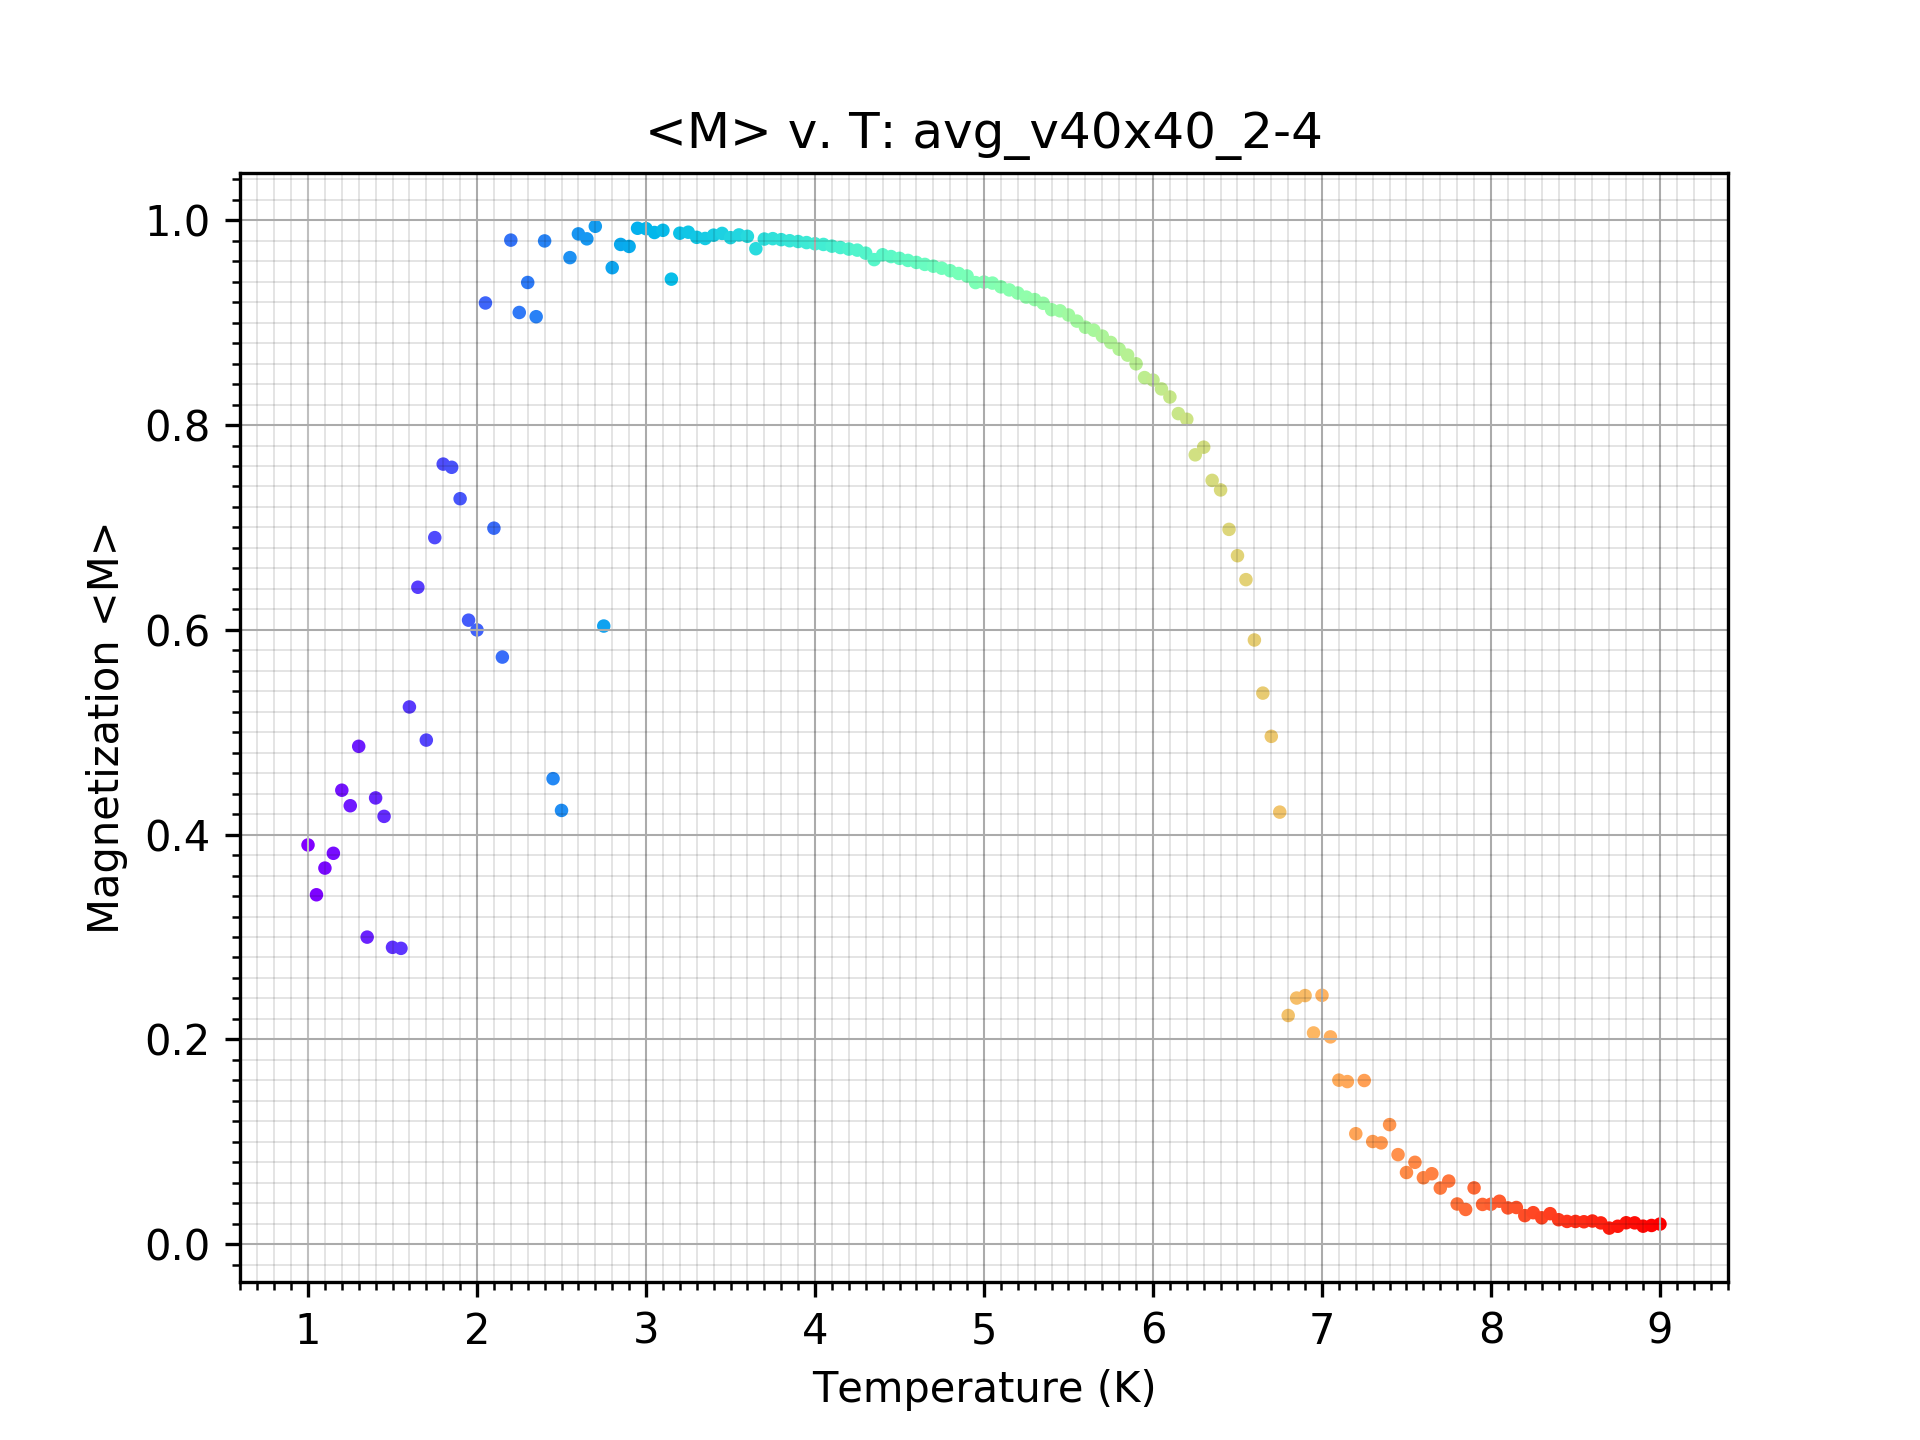 <M> v. T: avg_v40x40_2-4
1.0
0.8
0.6
0.4
0.2
0.0
Magnetization <M>
1 2 3 4 5 6 7 8 9
Temperature (K)